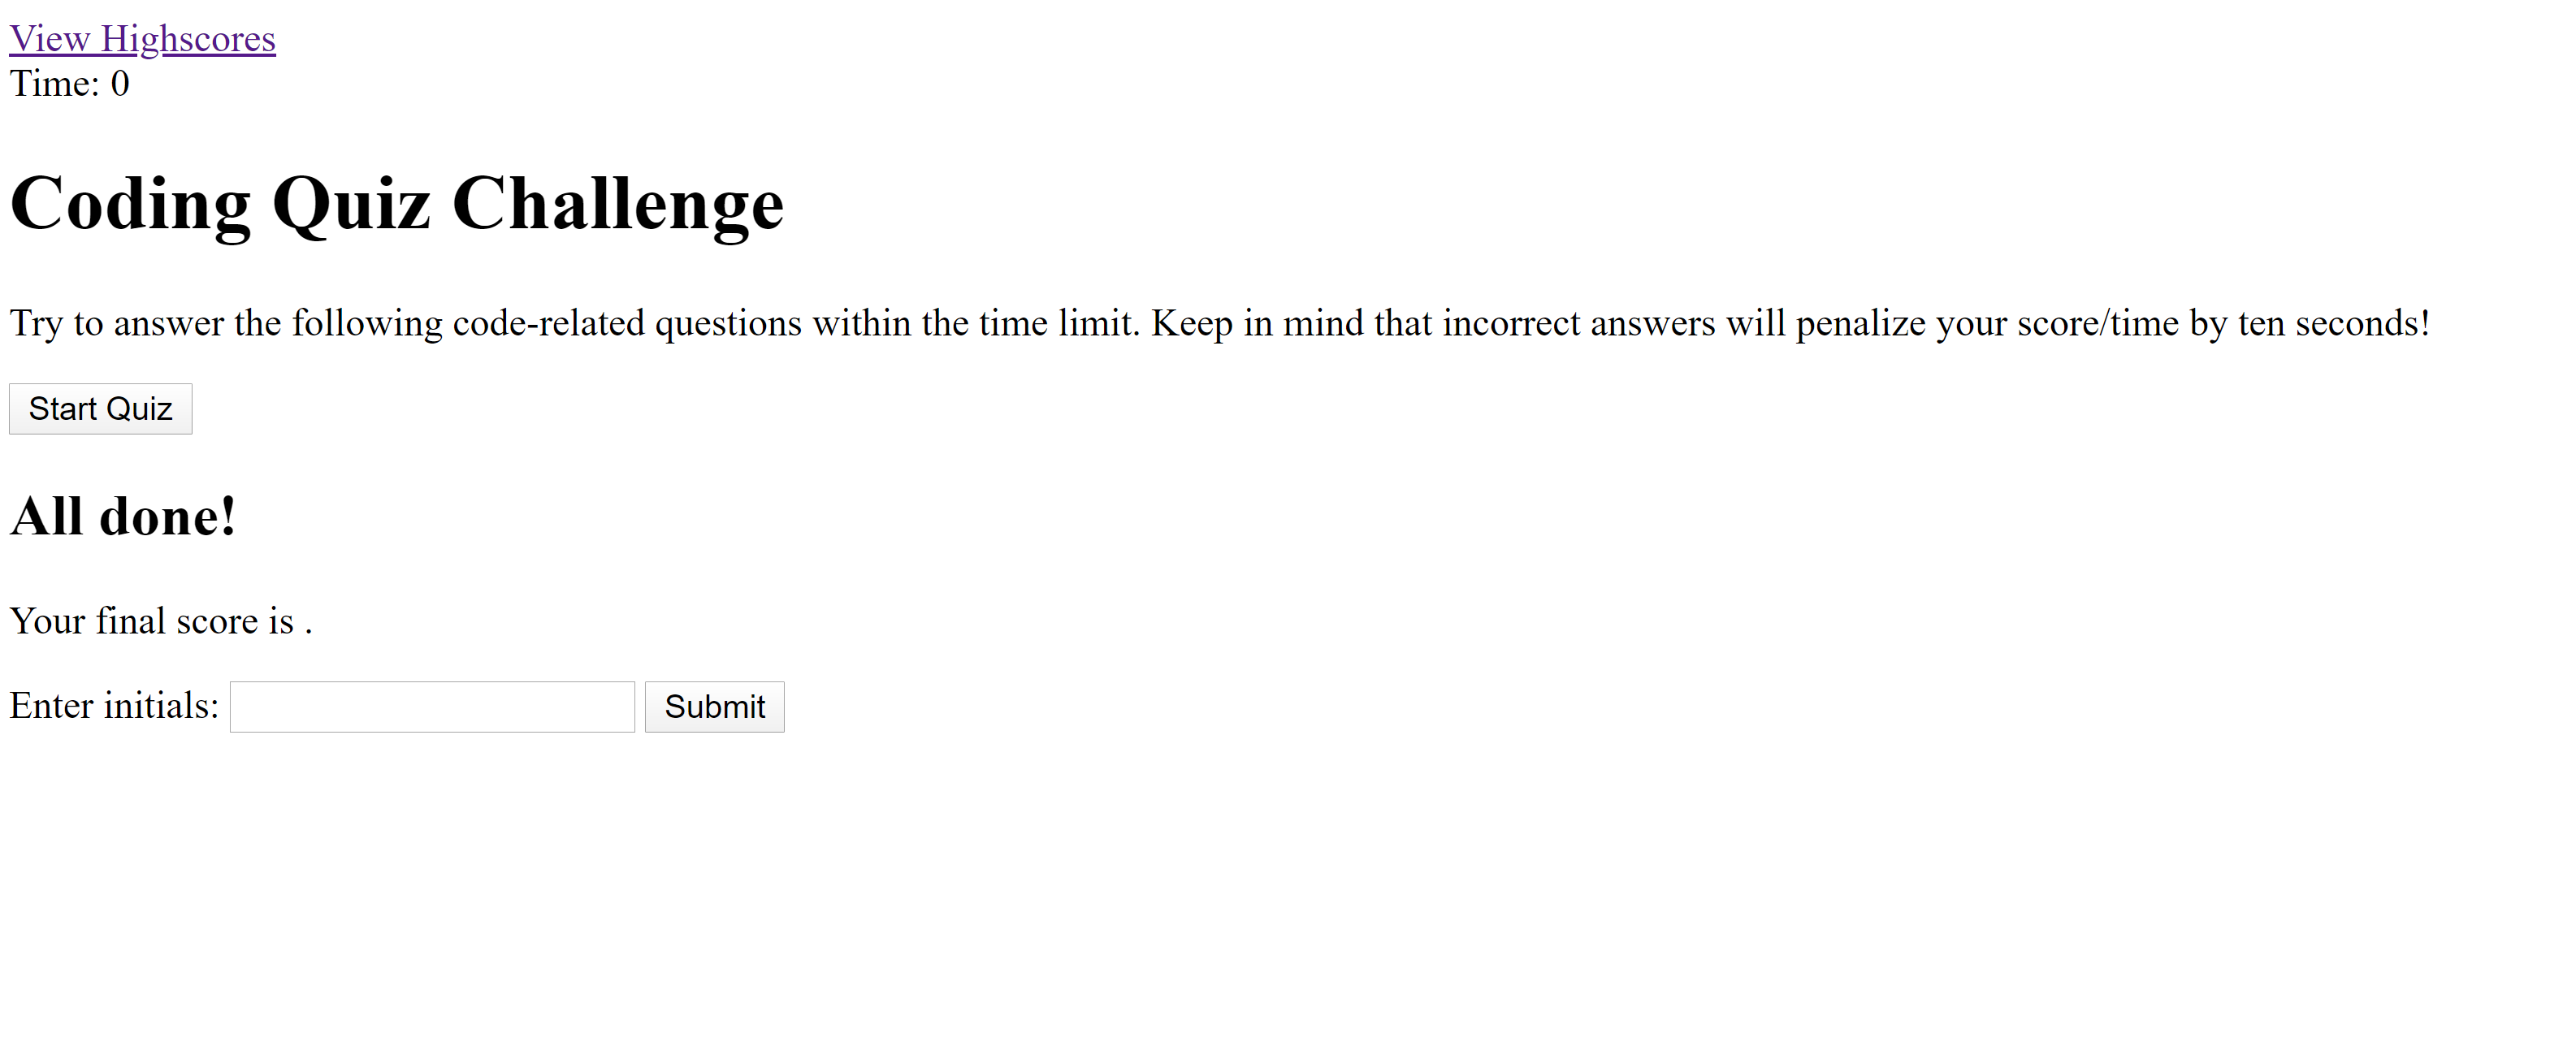 View Highscores
Time: 0
Coding Quiz Challenge
Try to answer the following code-related questions within the time limit. Keep in mind that incorrect answers will penalize your score/time by ten seconds!
Start Quiz
All done!
Your final score is .
Enter initials: Submit